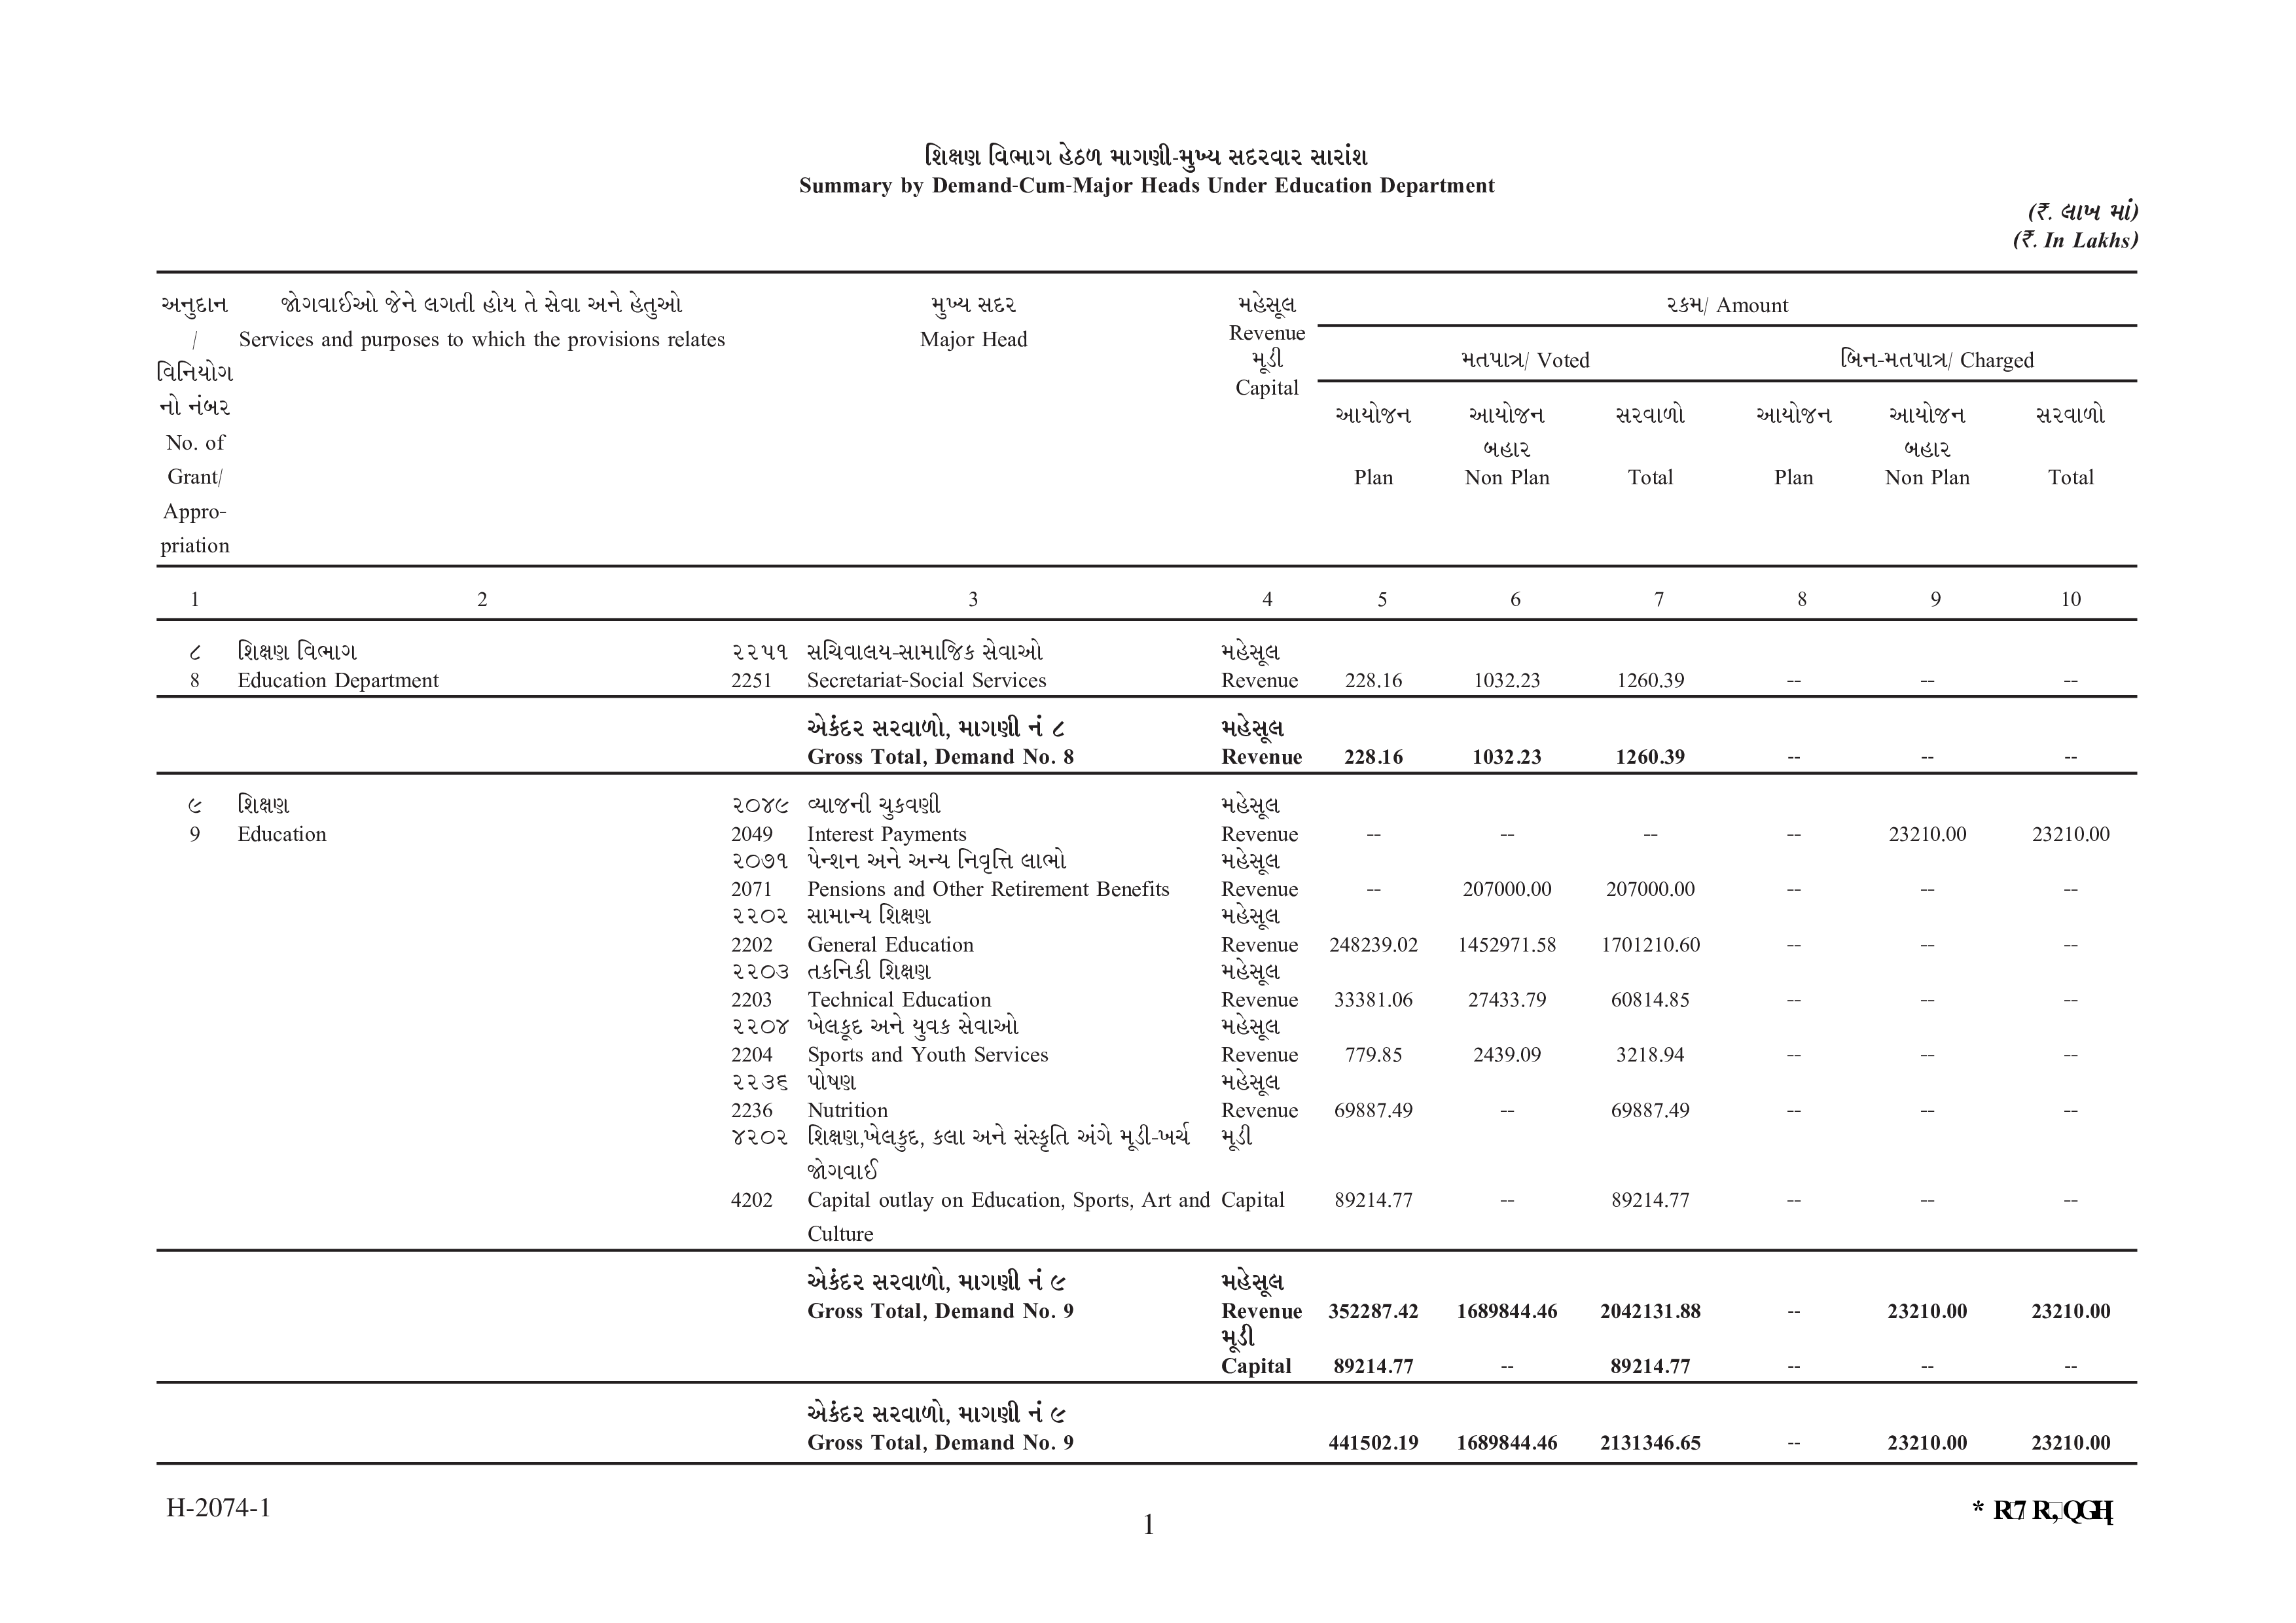 શિક્ષણ વિભાગ હેઠળ માગણી-મુખ્ય સદરવાર સારાંશ
Summary by Demand-Cum-Major Heads Under Education Department
(₹. લાખ માં)
(₹. In Lakhs)
અનુદાન જોગવાઈઓ જેને લગતી હોય તે સેવા અને હેતુઓ મુખ્ય સદર મહેસૂલ રકમ/ Amount
/ Services and purposes to which the provisions relates Major Head Revenue
વિનિયોગ મૂડી મતપાત્ર/ Voted બિન-મતપાત્ર/ Charged
નો નંબર Capital
આયોજન આયોજન સરવાળો આયોજન આયોજન સરવાળો
No. of બહાર બહાર
Grant/ Plan Non Plan Total Plan Non Plan Total
Appro-
priation
1 2 3 4 5 6 7 8 9 10
૮ શિક્ષણ વિભાગ ૨૨૫૧ સચિવાલય-સામાજિક સેવાઓ મહેસૂલ
8 Education Department 2251 Secretariat-Social Services Revenue 228.16 1032.23 1260.39 -- -- --
એકંદર સરવાળો, માગણી નં ૮ મહેસૂલ
Gross Total, Demand No. 8 Revenue 228.16 1032.23 1260.39 -- -- --
૯ શિક્ષણ ૨૦૪૯ વ્યાજની ચુકવણી મહેસૂલ
9 Education 2049 Interest Payments Revenue -- -- -- -- 23210.00 23210.00
૨૦૭૧ પેન્શન અને અન્ય નિવૃત્તિ લાભો મહેસૂલ
2071 Pensions and Other Retirement Benefits Revenue -- 207000.00 207000.00 -- -- --
૨૨૦૨ સામાન્ય શિક્ષણ મહેસૂલ
2202 General Education Revenue 248239.02 1452971.58 1701210.60 -- -- --
૨૨૦૩ તકનિકી શિક્ષણ મહેસૂલ
2203 Technical Education Revenue 33381.06 27433.79 60814.85 -- -- --
૨૨૦૪ ખેલકૂદ અને યુવક સેવાઓ મહેસૂલ
2204 Sports and Youth Services Revenue 779.85 2439.09 3218.94 -- -- --
૨૨૩૬ પોષણ મહેસૂલ
2236 Nutrition Revenue 69887.49 -- 69887.49 -- -- --
૪૨૦૨ શિક્ષણ,ખેલકુદ, કલા અને સંસ્કૃતિ અંગે મૂડી-ખર્ચ મૂડી
જોગવાઈ
4202 Capital outlay on Education, Sports, Art and Capital 89214.77 -- 89214.77 -- -- --
Culture
એકંદર સરવાળો, માગણી નં ૯ મહેસૂલ
Gross Total, Demand No. 9 Revenue 352287.42 1689844.46 2042131.88 -- 23210.00 23210.00
મૂડી
Capital 89214.77 -- 89214.77 -- -- --
એકંદર સરવાળો, માગણી નં ૯
Gross Total, Demand No. 9 441502.19 1689844.46 2131346.65 -- 23210.00 23210.00
H-2074-1
1